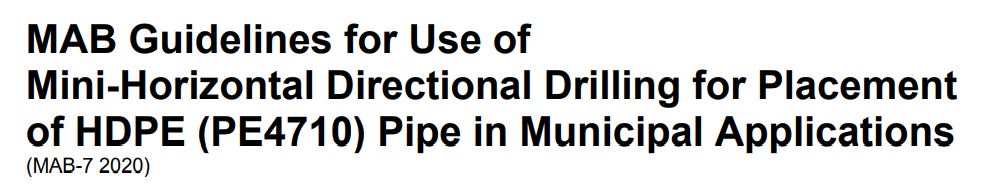 MAB Guidelines for Use of
Mini-Horizontal Directional Drilling for Placement
of HDPE (PE4710) Pipe in Municipal Applications
(MAB-7 2020)